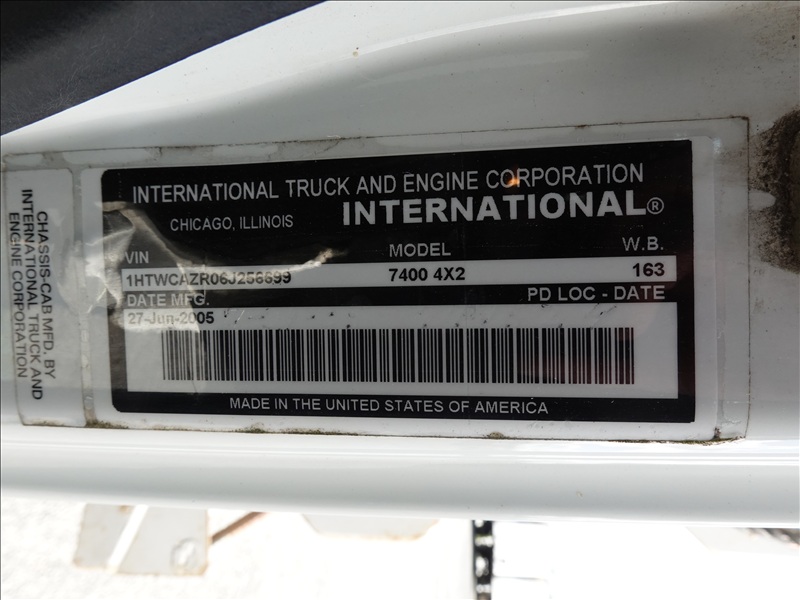 INTERNATIONAL TRUCK AND ENGINE CORPORATION
CHICAGO, ILLINOIS
INTERNATIONAL®
VIN MODEL W.B.
1HTWCAZR06J256699 7400 4X2 163
DATE MFG. PD LOC - DATE
27-Jun-2005
MADE IN THE UNITED STATES OF AMERICA
CHASSIS-CAB MFD. BY
INTERNATIONAL TRUCK AND
ENGINE CORPORATION